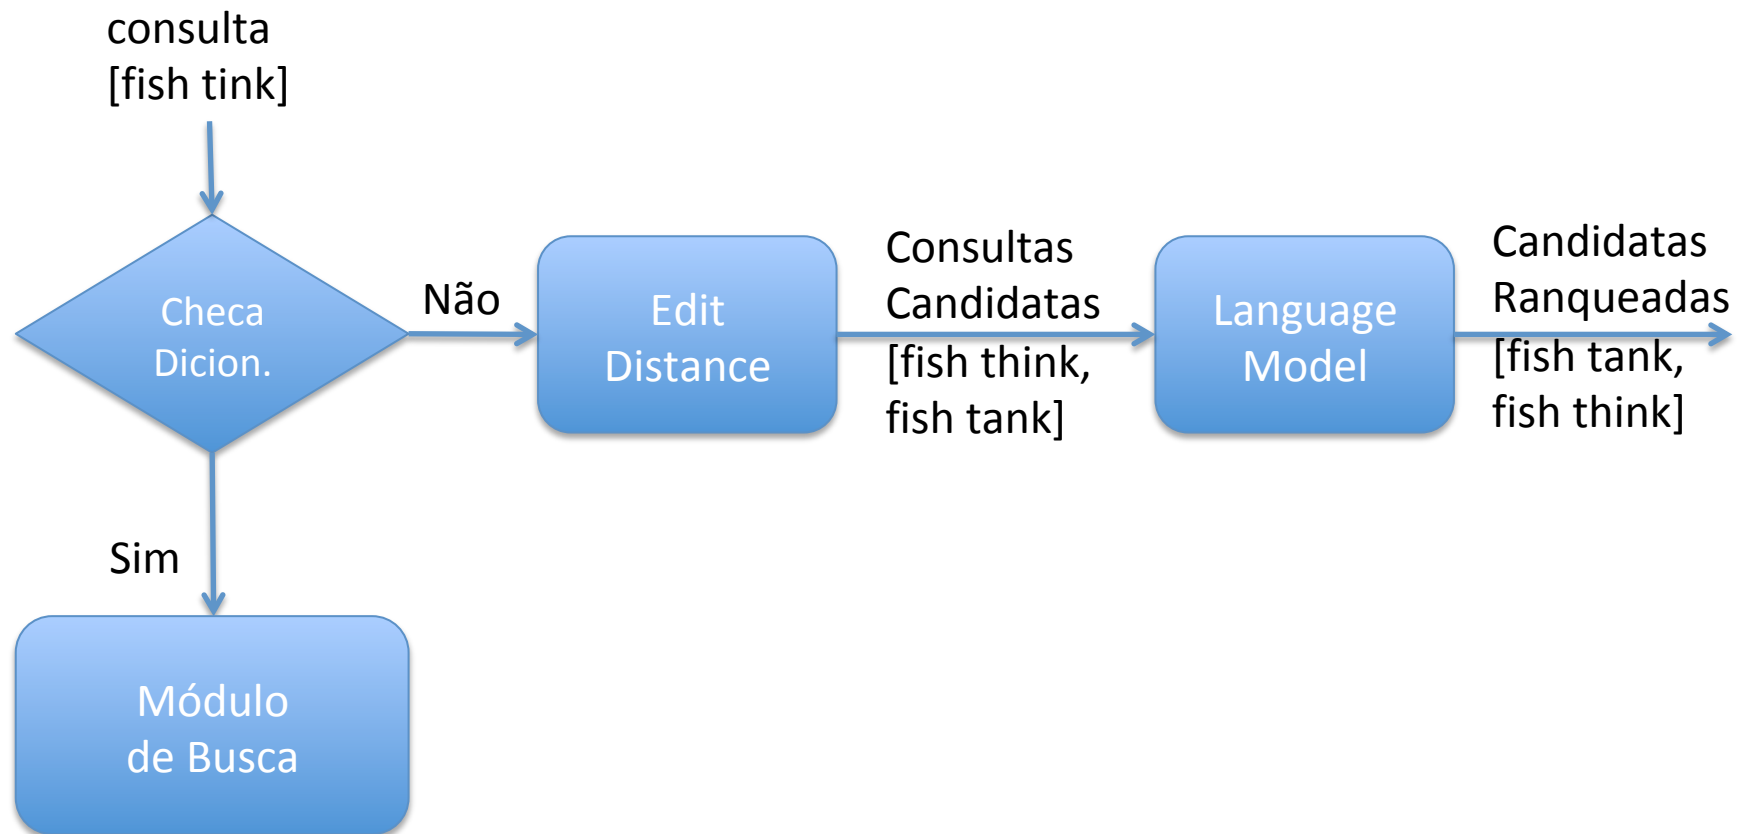 consulta
[fish tink]
Checa
Dicion.
Não
Edit
Distance
Consultas
Candidatas
[fish think,
fish tank]
Language
Model
Candidatas
Ranqueadas
[fish tank,
fish think]
Sim
Módulo
de Busca